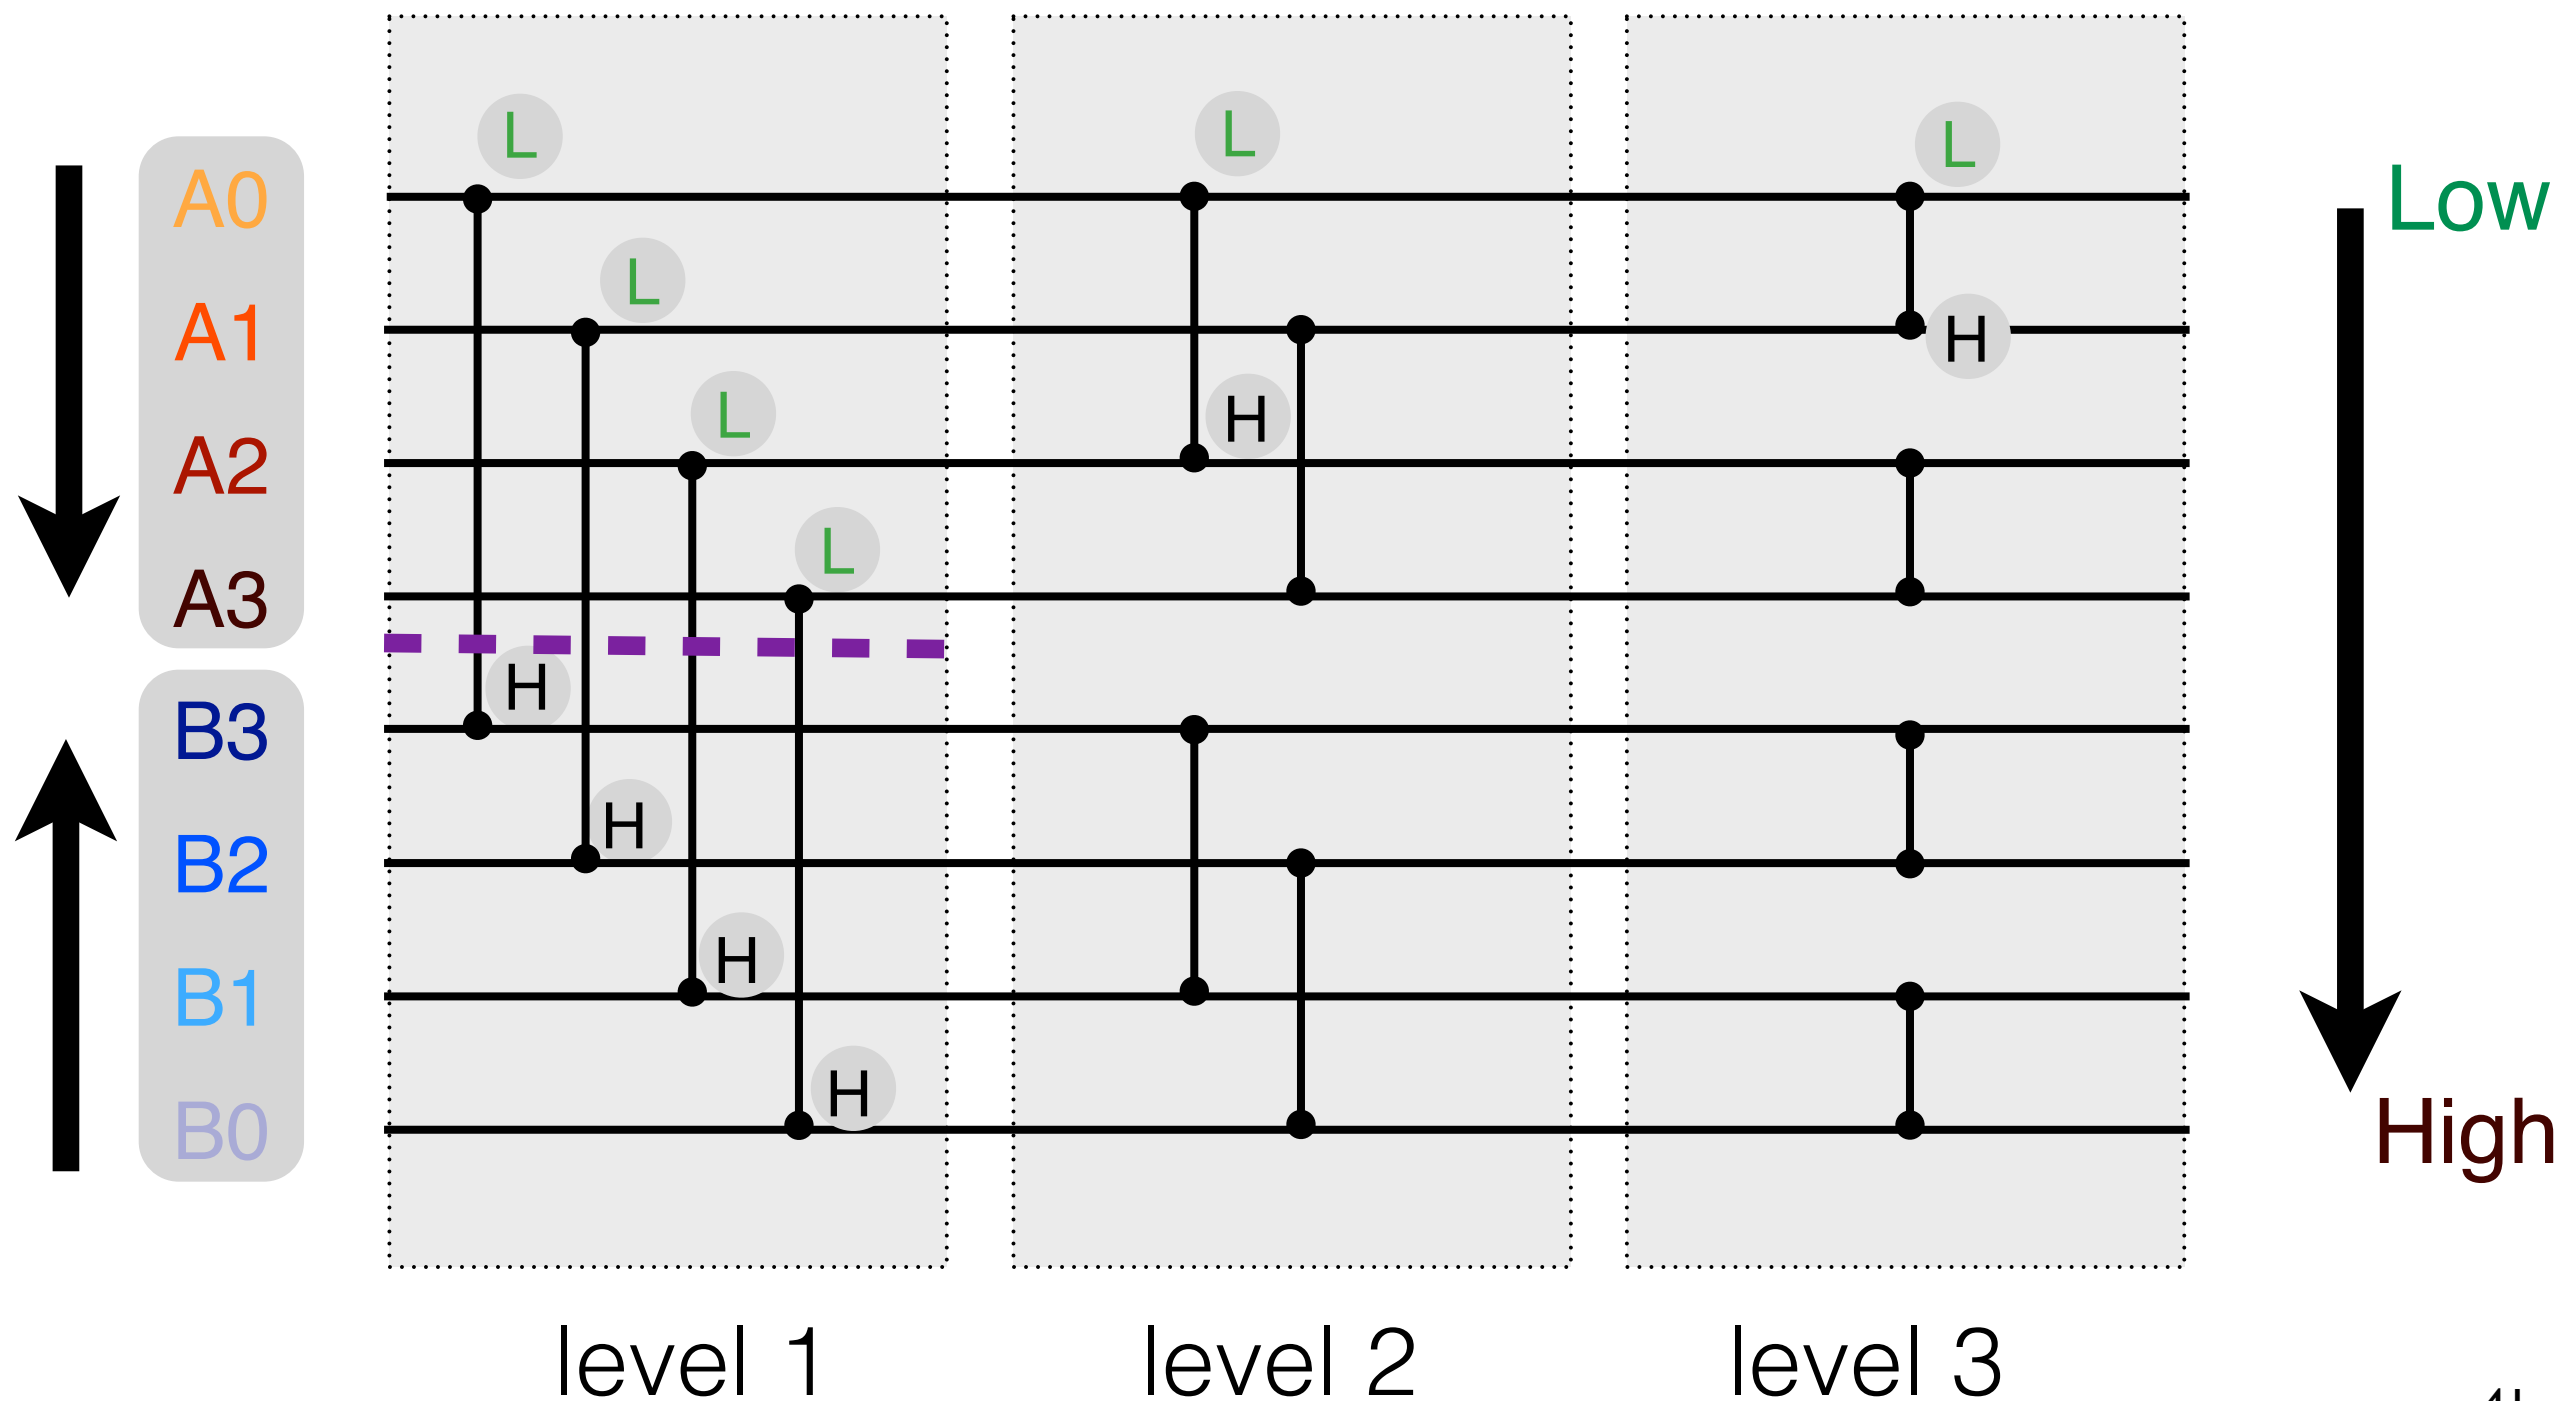 L L L
A0 Low
L
A1 H
L H
A2
L
A3
H
B3
H
B2
H
B1
H
B0 High
level 1 level 2 level 3